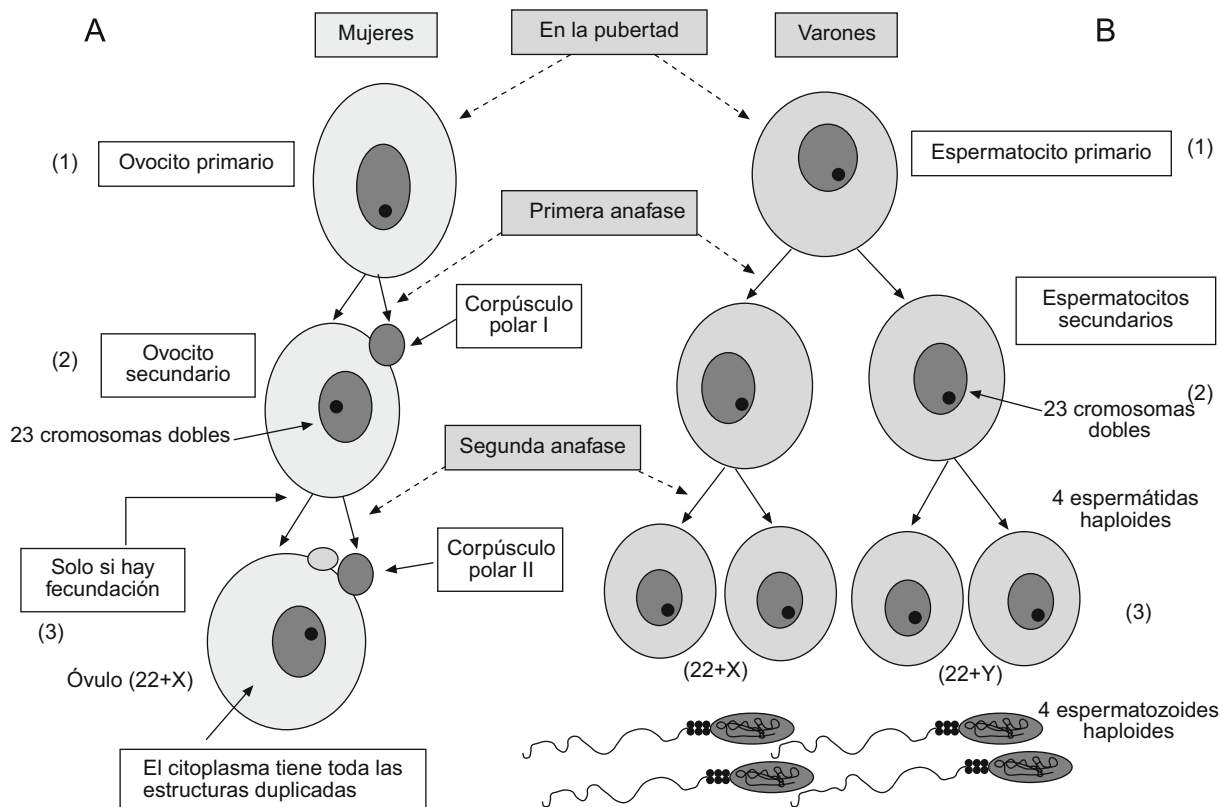 A
Mujeres
En la pubertad
Varones
B
(1)
Ovocito primario
Espermatocito primario
(1)
Primera anafase
Corpúsculo
polar I
Espermatocitos
secundarios
(2)
Ovocito
secundario
(2)
23 cromosomas dobles
23 cromosomas
dobles
Segunda anafase
4 espermátidas
haploides
Solo si hay
fecundación
Corpúsculo
polar II
(3)
(3)
Óvulo (22+X)
(22+X)
(22+Y)
4 espermatozoides
haploides
El citoplasma tiene toda las
estructuras duplicadas